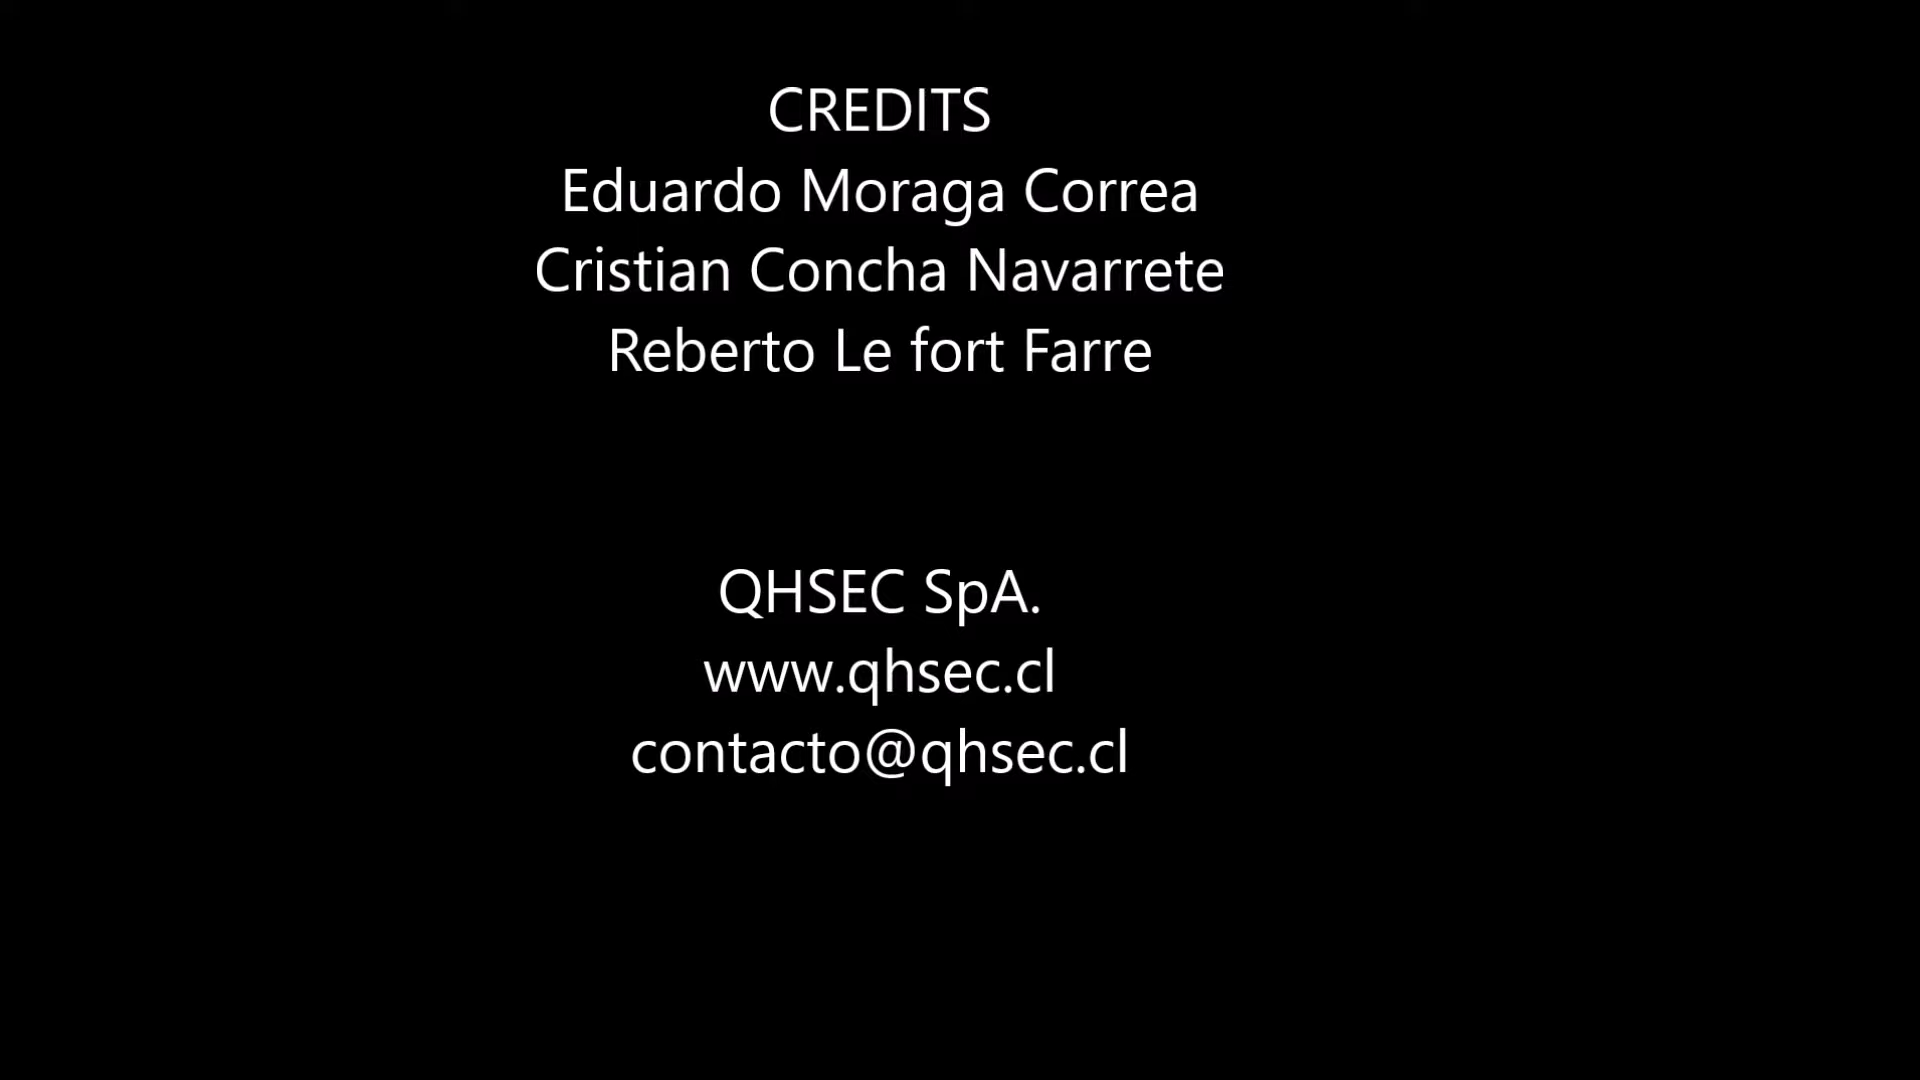 CREDITS
Eduardo Moraga Correa
Cristian Concha Navarrete
Reberto Le fort Farre
QHSEC SpA.
www.qhsec.cl
contacto@qhsec.cl